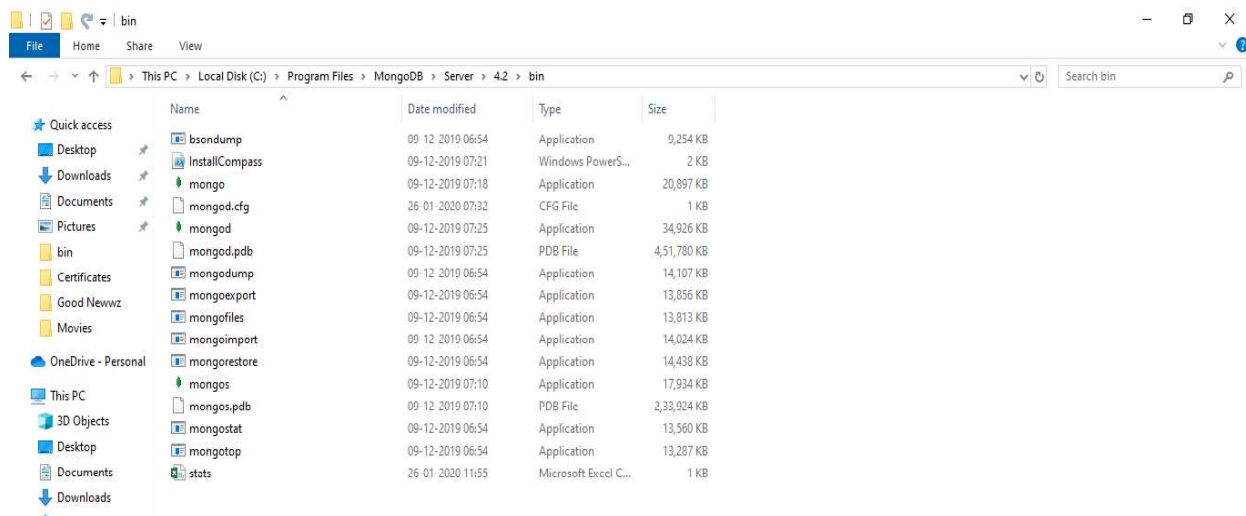 bin
File Home Share View
This PC > Local Disk (C:) > Program Files > MongoDB > Server > 4.2 > bin
Search bin
Name Date modified Type Size
Quick access
Desktop
Downloads
Documents
Pictures
bin
Certificates
Good Newwz
Movies
OneDrive - Personal
This PC
3D Objects
Desktop
Documents
Downloads
bsondump 09-12-2019 06:54 Application 9,254 KB
InstallCompass 09-12-2019 07:21 Windows PowerS... 2 KB
mongo 09-12-2019 07:18 Application 20,897 KB
mongod.cfg 26-01-2020 07:32 CFG File 1 KB
mongod 09-12-2019 07:25 Application 34,926 KB
mongod.pdb 09-12-2019 07:25 PDB File 4,51,780 KB
mongodump 09-12-2019 06:54 Application 14,107 KB
mongoexport 09-12-2019 06:54 Application 13,856 KB
mongofiles 09-12-2019 06:54 Application 13,813 KB
mongoimport 09-12-2019 06:54 Application 14,024 KB
mongorestore 09-12-2019 06:54 Application 14,438 KB
mongos 09-12-2019 07:10 Application 17,934 KB
mongos.pdb 09-12-2019 07:10 PDB File 2,33,924 KB
mongostat 09-12-2019 06:54 Application 13,560 KB
mongotop 09-12-2019 06:54 Application 13,287 KB
stats 26-01-2020 11:55 Microsoft Excel C... 1 KB